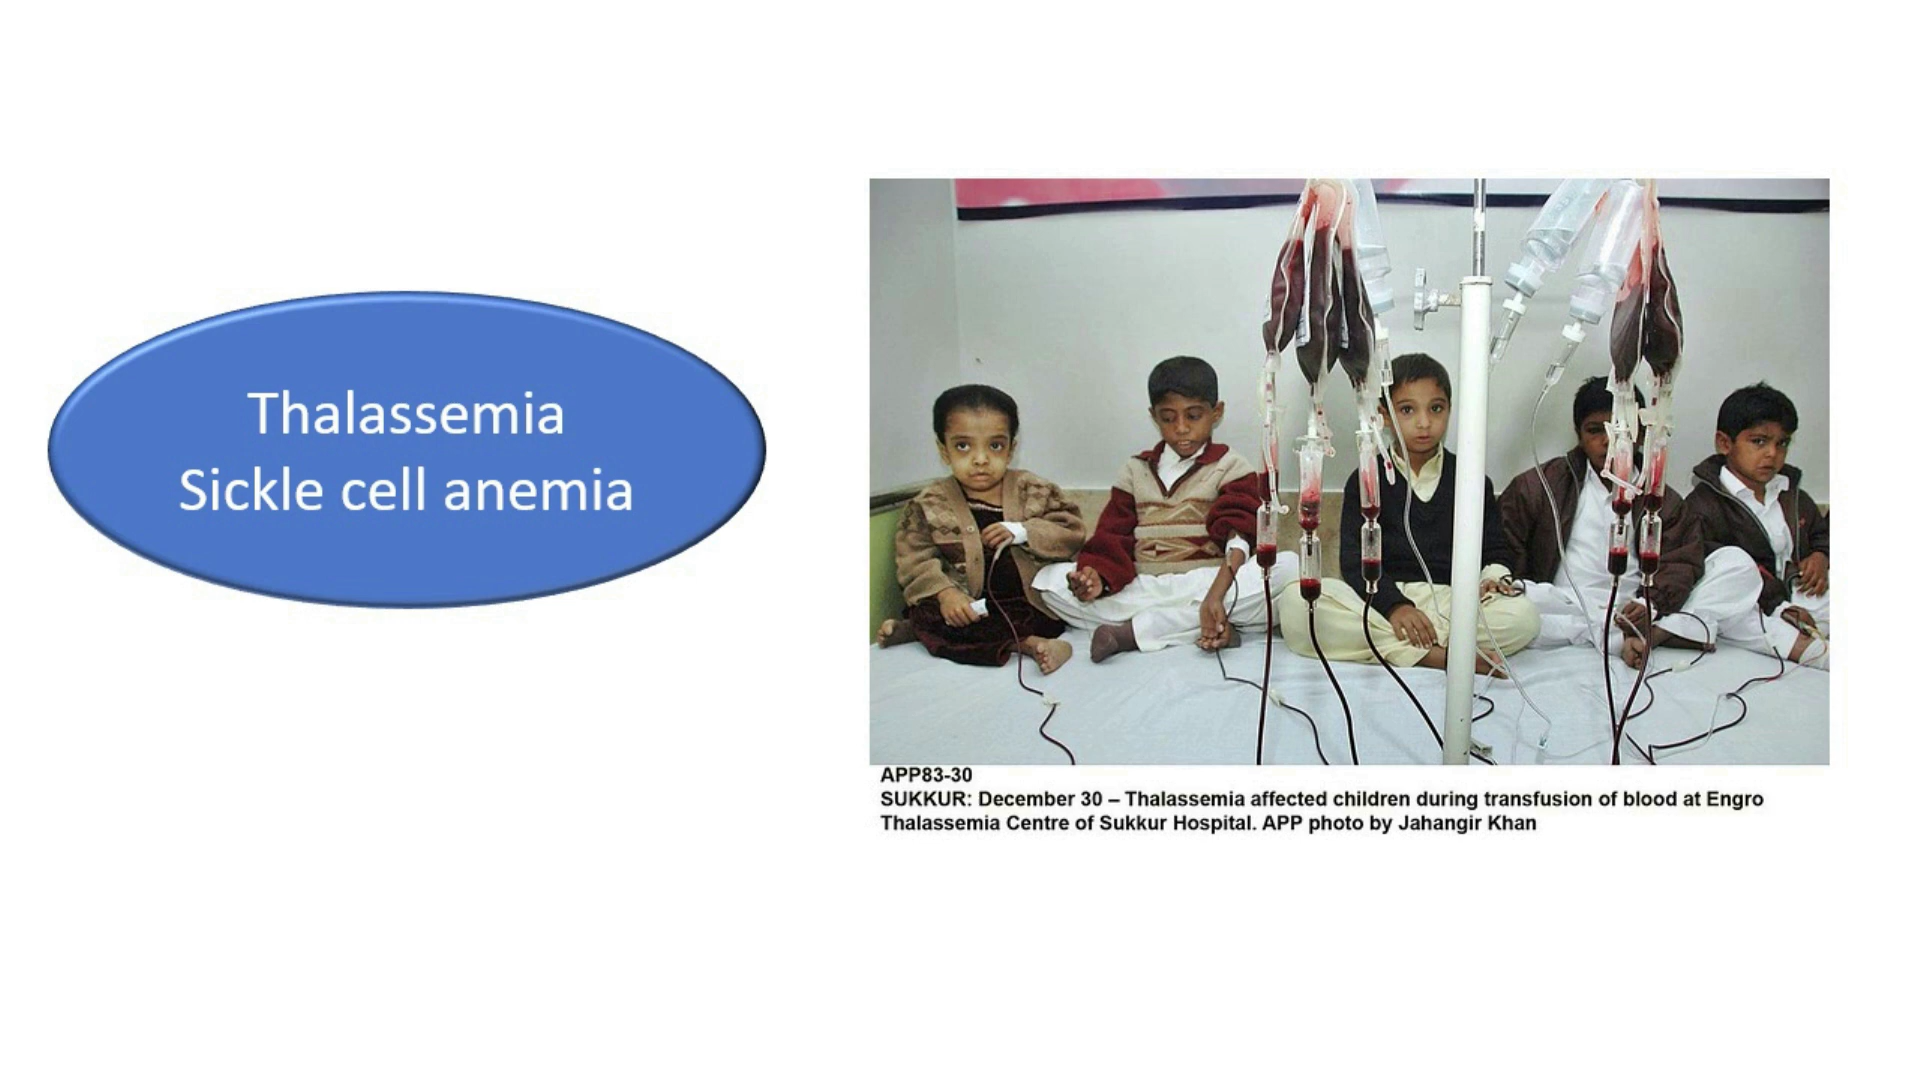 Thalassemia
Sickle cell anemia
APP83-30
SUKKUR: December 30 – Thalassemia affected children during transfusion of blood at Engro
Thalassemia Centre of Sukkur Hospital. APP photo by Jahangir Khan